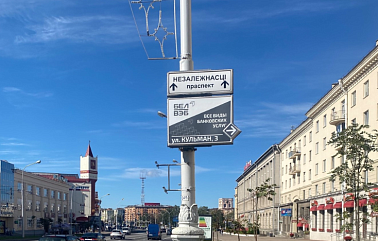 НЕЗАЛЕЖНАСЦІ
праспект
БЕЛ
ВЭБ
ВСЕ ВИДЫ
БАНКОВСКИХ
УСЛУГ
УЛ. КУЛЬМАН, 3